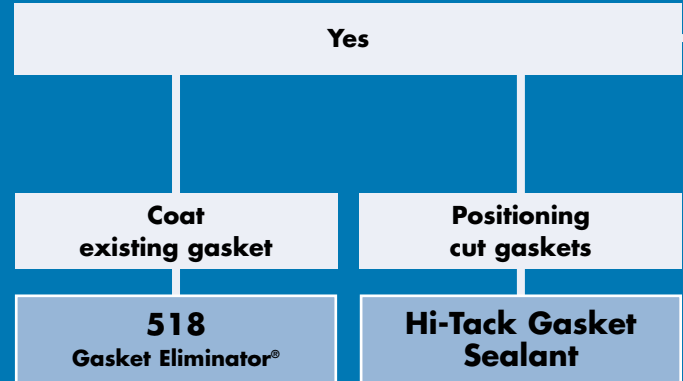 Yes
Coat
existing gasket
Positioning
cut gaskets
518
Gasket Eliminator®
Hi-Tack Gasket
Sealant